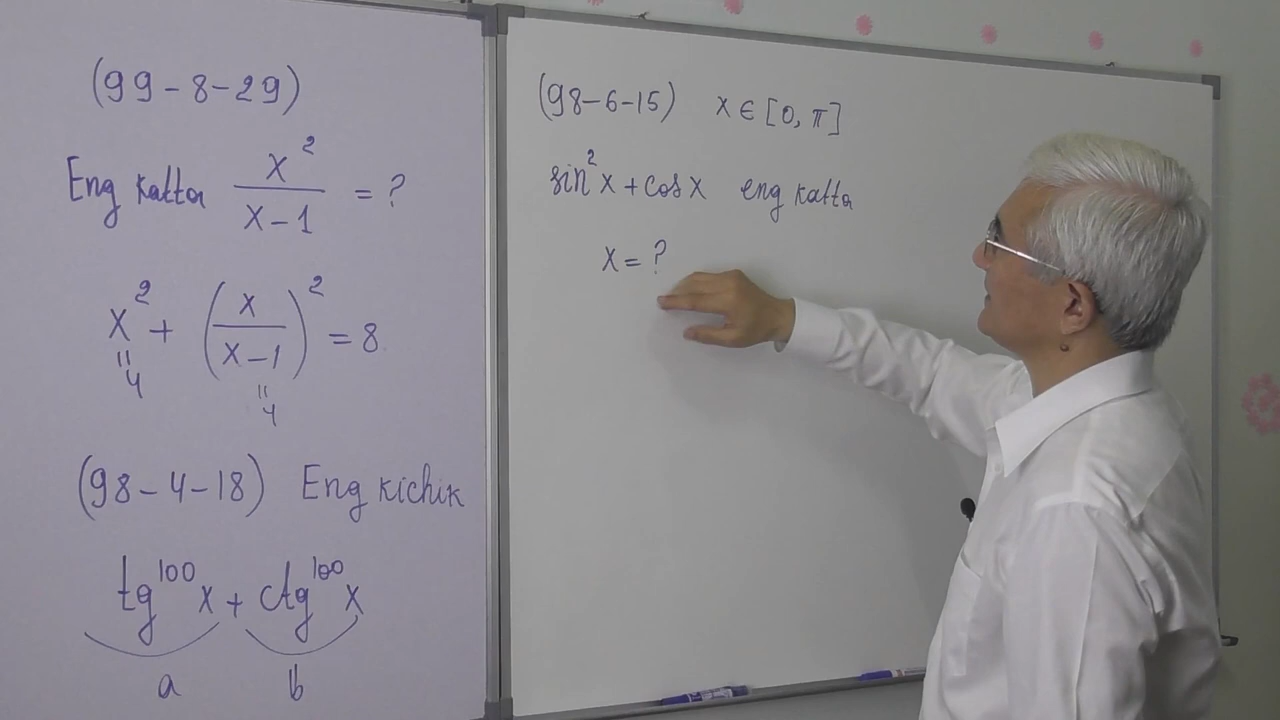 (99-8-29)
Eng katta x²/(x-1) = ?
x² + (x/(x-1))² = 8
" "
4 4
(98-4-18) Eng kichik
tg¹⁰⁰x + ctg¹⁰⁰x
a b
(98-6-15) x ∈ [0, π]
sin²x + cosx eng katta
x = ?